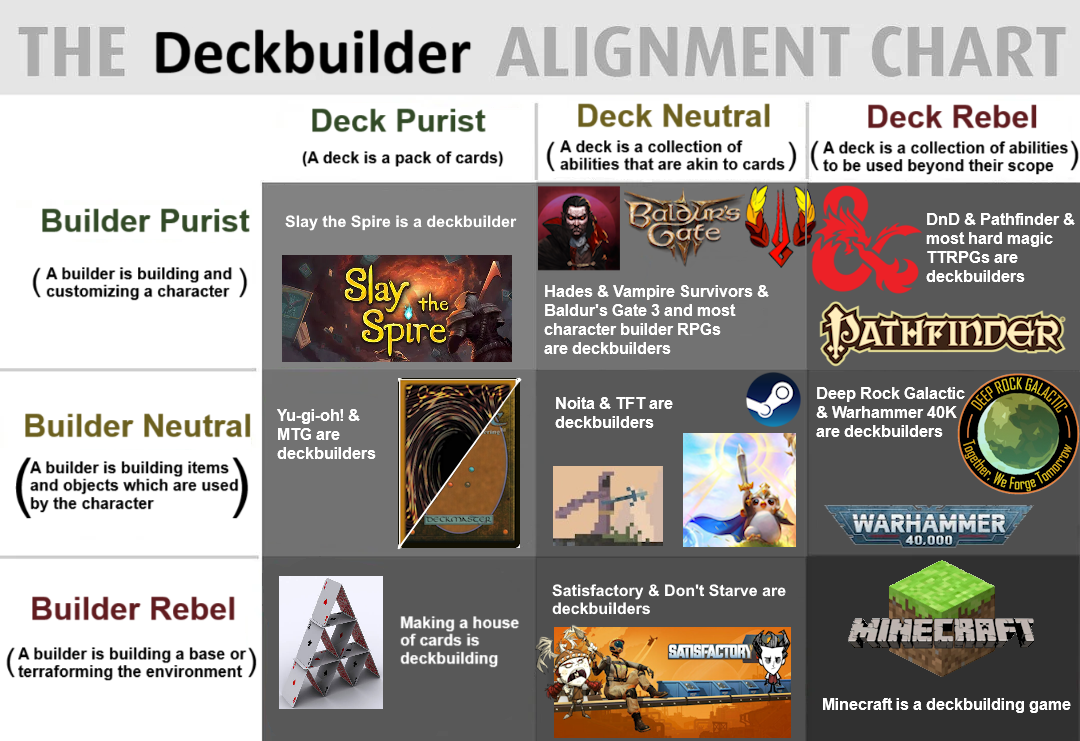 THE Deckbuilder ALIGNMENT CHART
Deck Purist
(A deck is a pack of cards)
Deck Neutral
(A deck is a collection of
abilities that are akin to cards)
Deck Rebel
(A deck is a collection of abilities
to be used beyond their scope)
Builder Purist
(A builder is building and
customizing a character)
Slay the Spire is a deckbuilder
Slay
the
Spire
Baldur's
Gate
Hades & Vampire Survivors &
Baldur's Gate 3 and most
character builder RPGs
are deckbuilders
DnD & Pathfinder &
most hard magic
TTRPGs are
deckbuilders
PATHFINDER
Builder Neutral
(A builder is building items
and objects which are used
by the character)
Yu-gi-oh! &
MTG are
deckbuilders
DECKMASTER
Noita & TFT are
deckbuilders
Deep Rock Galactic
& Warhammer 40K
are deckbuilders
DEEP ROCK GALACTIC
Together, We Forge Tomorrow
WARHAMMER
40,000
Builder Rebel
(A builder is building a base or
terraforming the environment)
Making a house
of cards is
deckbuilding
Satisfactory & Don't Starve are
deckbuilders
SATISFACTORY
MINECRAFT
Minecraft is a deckbuilding game